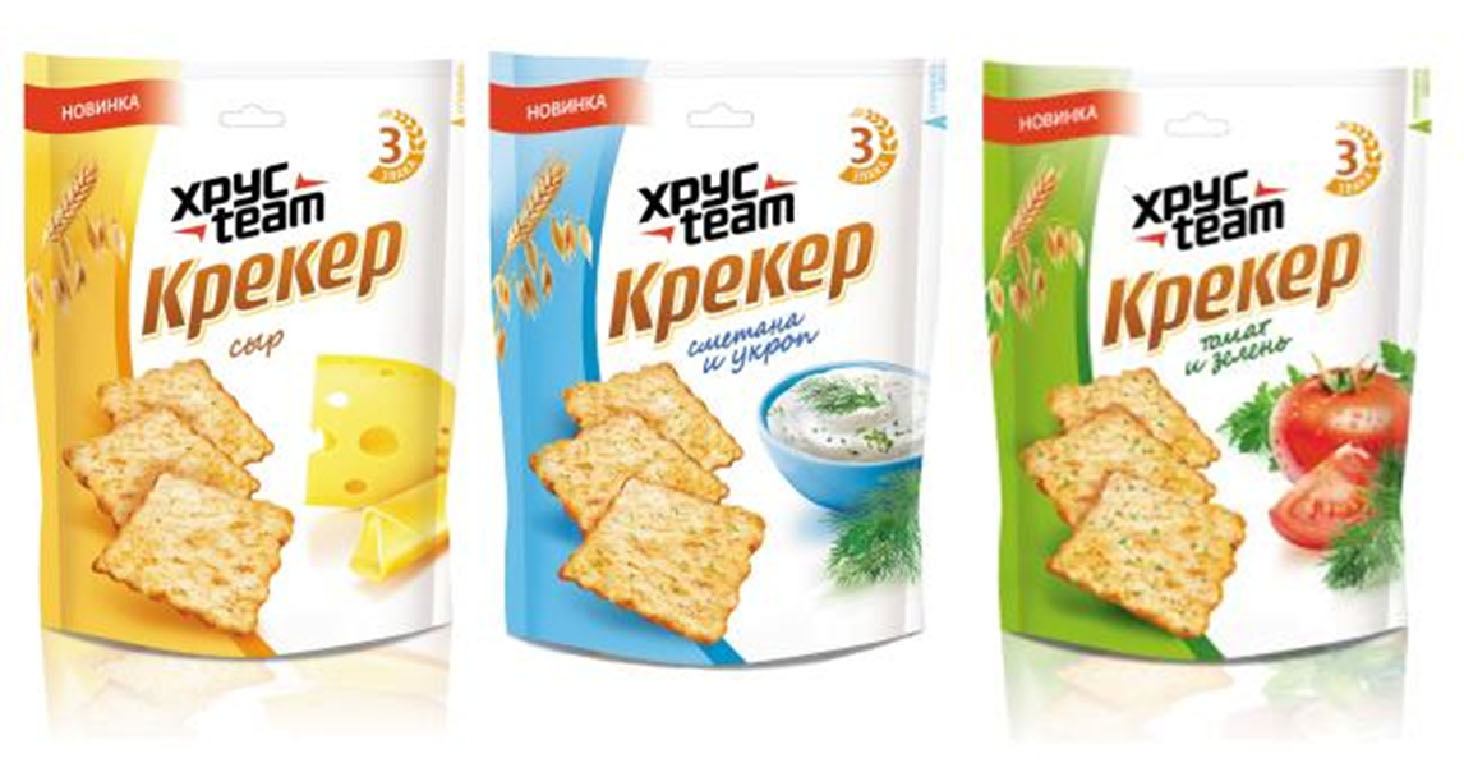 НОВИНКА
3
ЗЛАКА
хрус
team
Крекер
сыр
НОВИНКА
3
ЗЛАКА
хрус
team
Крекер
сметана
и укроп
НОВИНКА
3
ЗЛАКА
хрус
team
Крекер
томат
и зелень